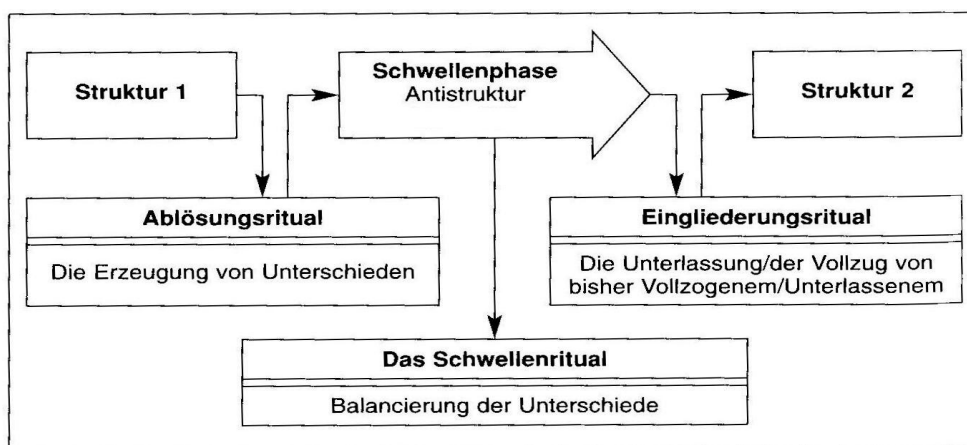 Struktur 1
Schwellenphase
Antistruktur
Struktur 2
Ablösungsritual
Die Erzeugung von Unterschieden
Eingliederungsritual
Die Unterlassung/der Vollzug von
bisher Vollzogenem/Unterlassenem
Das Schwellenritual
Balancierung der Unterschiede